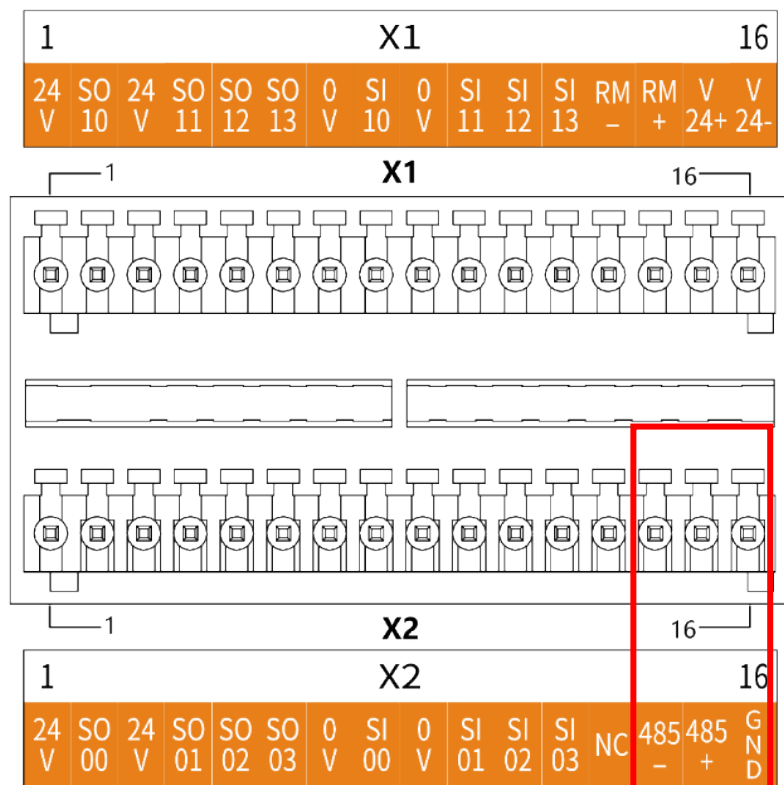 1 X1 16
24 SO 24 SO SO SO 0 SI 0 SI SI SI RM RM V V
V 10 V 11 12 13 V 10 V 11 12 13 – + 24+ 24-
1 X1 16
1 X2 16
1 X2 16
24 SO 24 SO SO SO 0 SI 0 SI SI SI NC 485 485 G
V 00 V 01 02 03 V 00 V 01 02 03 – + N
D